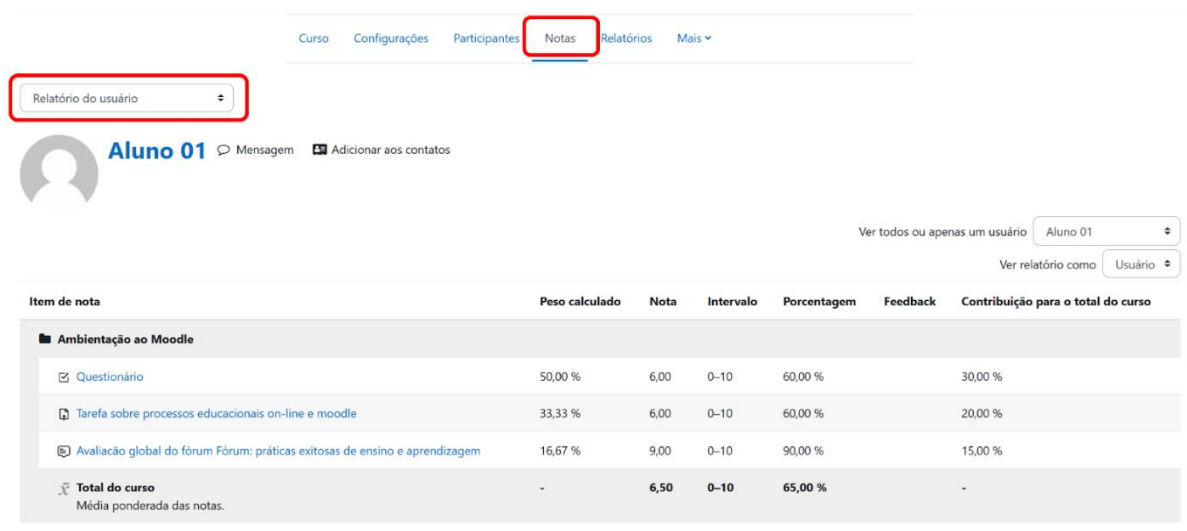 Curso Configurações Participantes Notas Relatórios Mais
Relatório do usuário
Aluno 01 Mensagem Adicionar aos contatos
Ver todos ou apenas um usuário Aluno 01
Ver relatório como Usuário
Item de nota Peso calculado Nota Intervalo Porcentagem Feedback Contribuição para o total do curso
Ambientação ao Moodle
Questionário 50,00 % 6,00 0–10 60,00 % 30,00 %
Tarefa sobre processos educacionais on-line e moodle 33,33 % 6,00 0–10 60,00 % 20,00 %
Avaliacão global do fórum Fórum: práticas exitosas de ensino e aprendizagem 16,67 % 9,00 0–10 90,00 % 15,00 %
x̄ Total do curso - 6,50 0–10 65,00 % -
Média ponderada das notas.